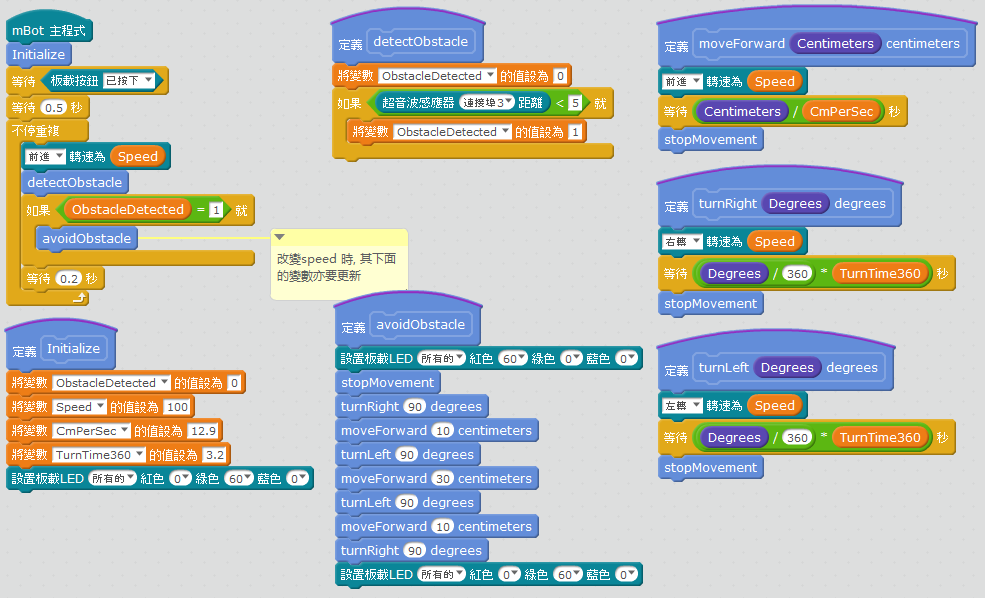 mBot 主程式
Initialize
等待 板載按鈕 已按下
等待 0.5 秒
不停重複
前進 轉速為 Speed
detectObstacle
如果 ObstacleDetected = 1 就
avoidObstacle
等待 0.2 秒
改變speed 時, 其下面
的變數亦要更新
定義 Initialize
將變數 ObstacleDetected 的值設為 0
將變數 Speed 的值設為 100
將變數 CmPerSec 的值設為 12.9
將變數 TurnTime360 的值設為 3.2
設置板載LED 所有的 紅色 0 綠色 60 藍色 0
定義 detectObstacle
將變數 ObstacleDetected 的值設為 0
如果 超音波感應器 連接埠3 距離 < 5 就
將變數 ObstacleDetected 的值設為 1
定義 avoidObstacle
設置板載LED 所有的 紅色 60 綠色 0 藍色 0
stopMovement
turnRight 90 degrees
moveForward 10 centimeters
turnLeft 90 degrees
moveForward 30 centimeters
turnLeft 90 degrees
moveForward 10 centimeters
turnRight 90 degrees
設置板載LED 所有的 紅色 0 綠色 60 藍色 0
定義 moveForward Centimeters centimeters
前進 轉速為 Speed
等待 Centimeters / CmPerSec 秒
stopMovement
定義 turnRight Degrees degrees
右轉 轉速為 Speed
等待 Degrees / 360 * TurnTime360 秒
stopMovement
定義 turnLeft Degrees degrees
左轉 轉速為 Speed
等待 Degrees / 360 * TurnTime360 秒
stopMovement